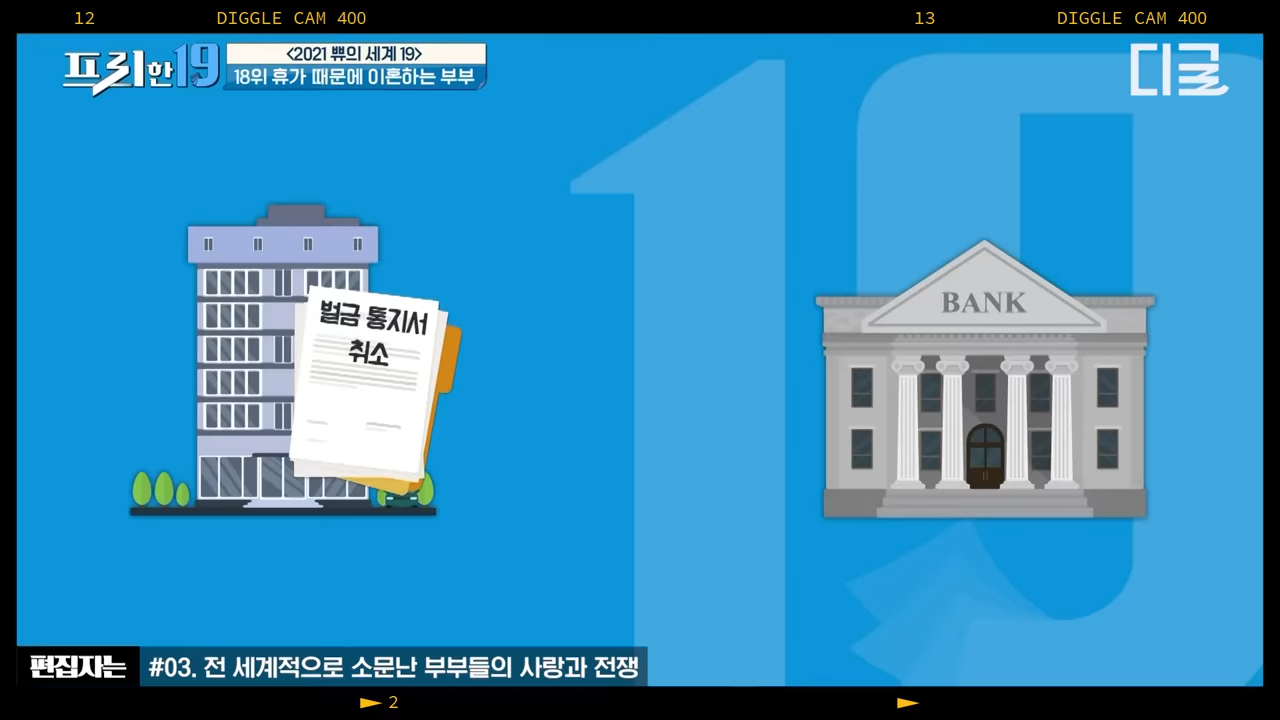 12 DIGGLE CAM 400 13 DIGGLE CAM 400
프리한19
<2021 쀼의 세계 19>
18위 휴가 때문에 이혼하는 부부
디글
19
벌금 통지서
취소
BANK
편집자는 #03. 전 세계적으로 소문난 부부들의 사랑과 전쟁
2